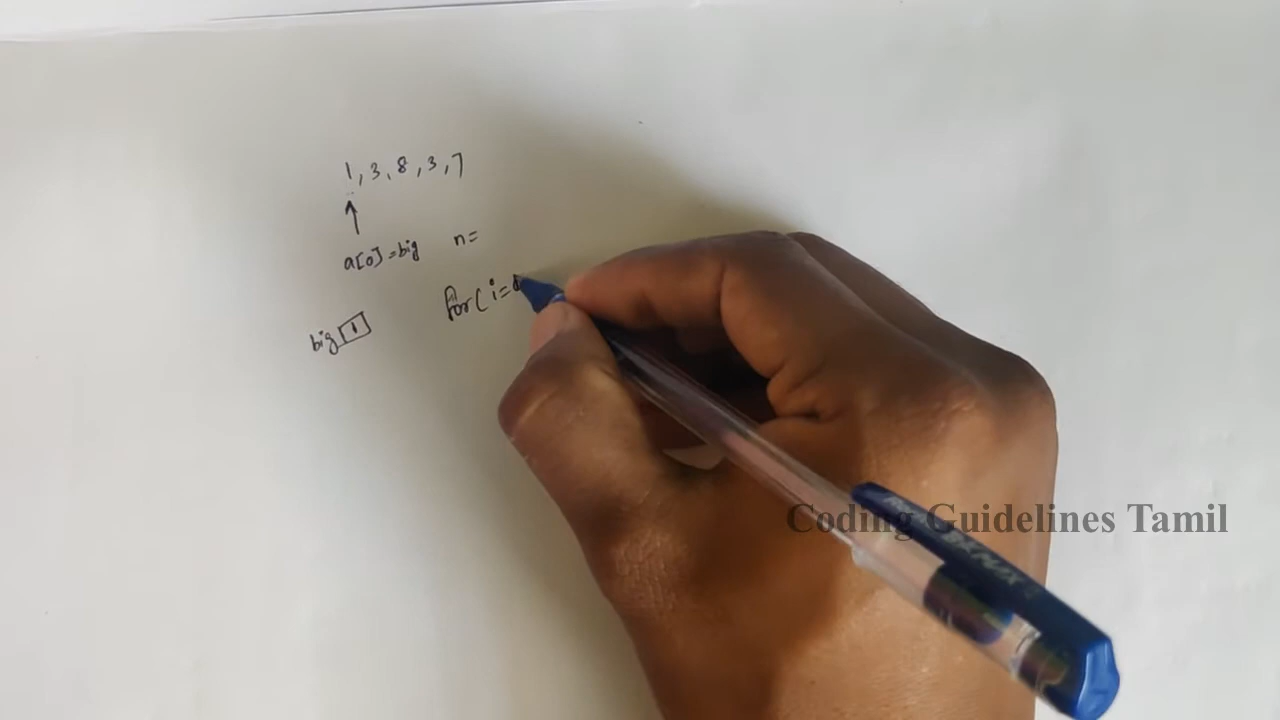 1, 3, 8, 3, 7
a[0]=big n=
for( i=
big 1
Coding Guidelines Tamil